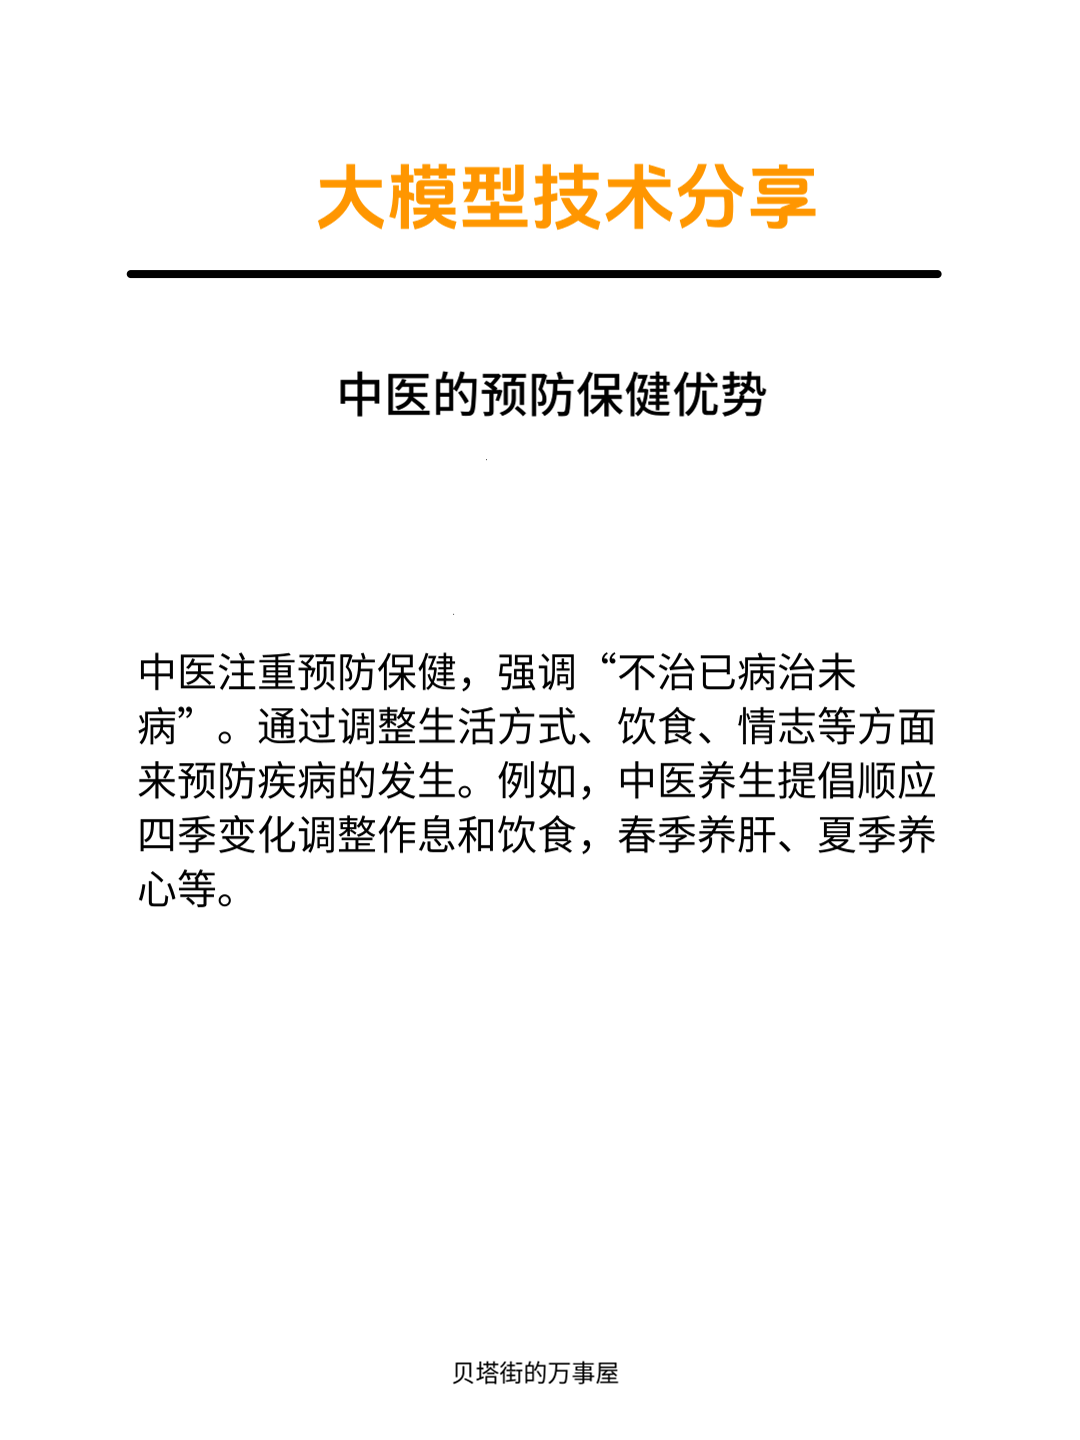 大模型技术分享
中医的预防保健优势
中医注重预防保健，强调“不治已病治未
病”。通过调整生活方式、饮食、情志等方面
来预防疾病的发生。例如，中医养生提倡顺应
四季变化调整作息和饮食，春季养肝、夏季养
心等。
贝塔街的万事屋